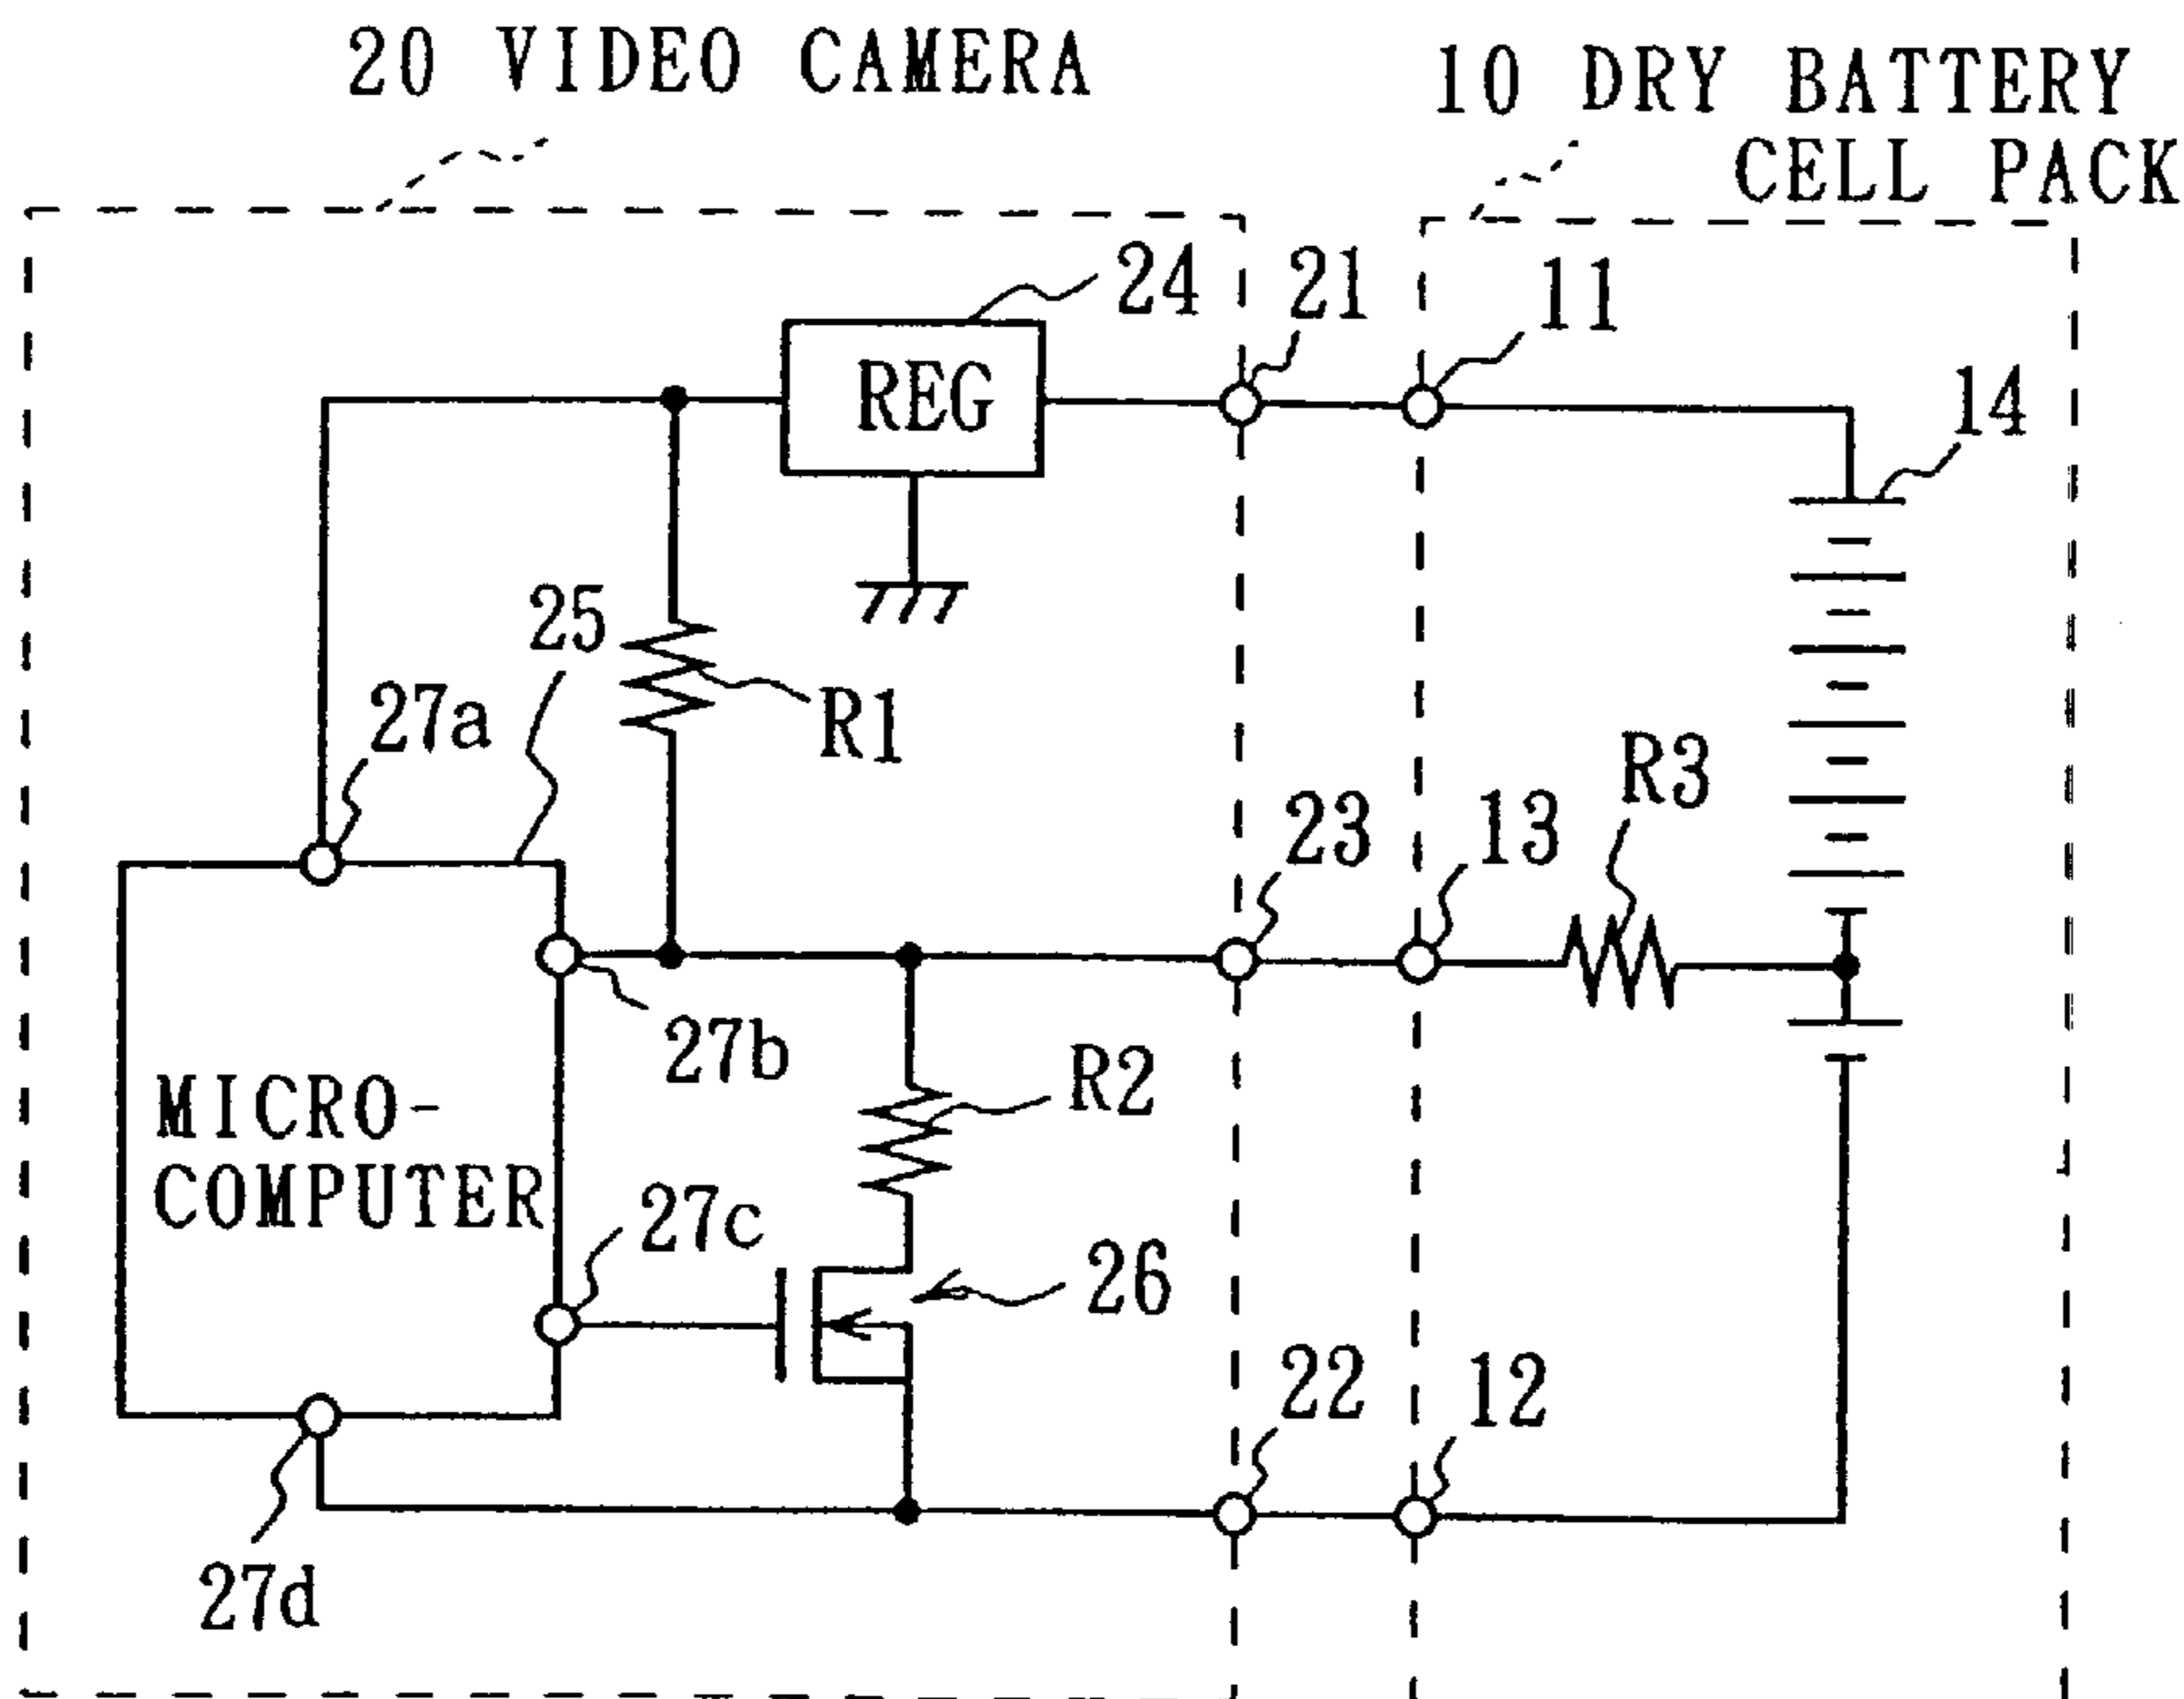 20 VIDEO CAMERA
10 DRY BATTERY
CELL PACK
24
21
11
REG
14
25
27a
R1
R3
23
13
27b
R2
MICRO-
COMPUTER
27c
26
22
12
27d